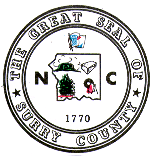 ★ THE GREAT SEAL OF ★
N C
1770
SURRY COUNTY